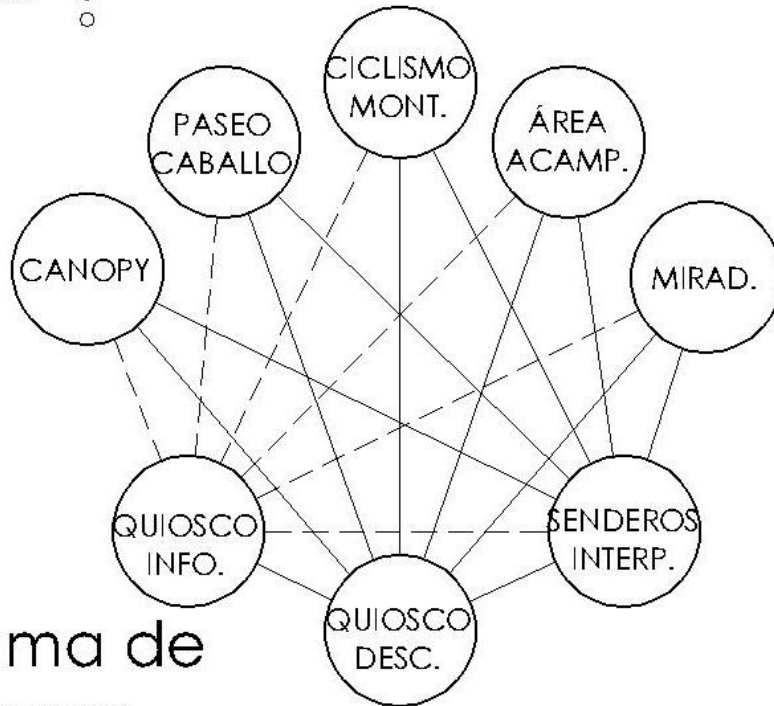 CICLISMO
MONT.
PASEO
CABALLO
ÁREA
ACAMP.
CANOPY
MIRAD.
QUIOSCO
INFO.
SENDEROS
INTERP.
QUIOSCO
DESC.
ma de